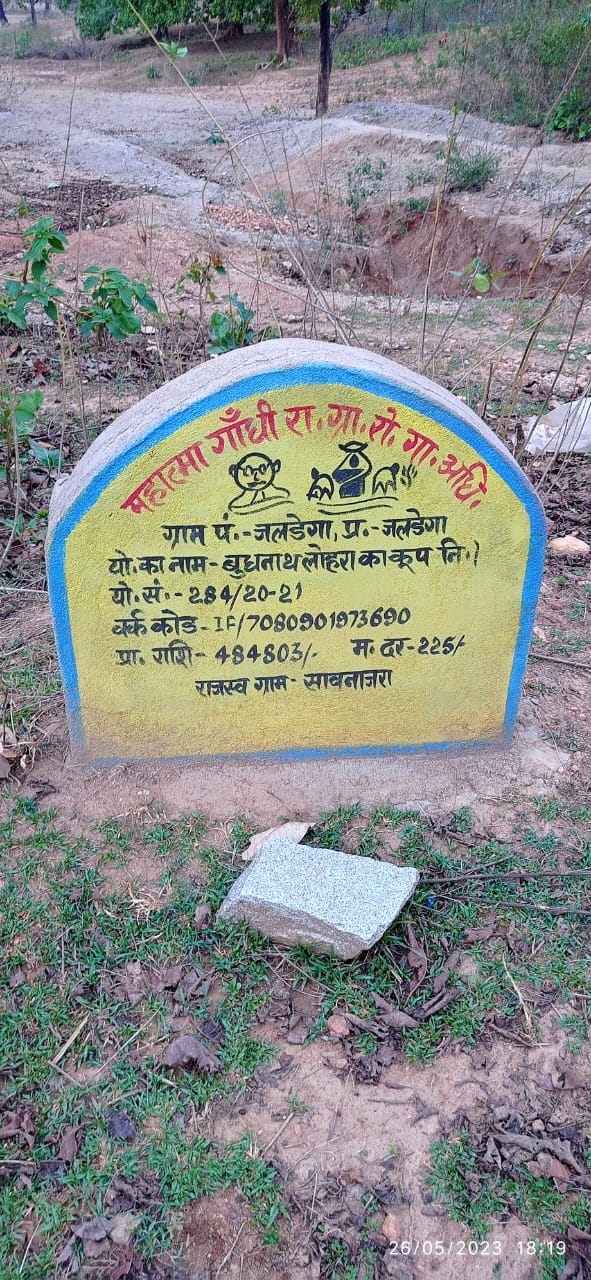 महात्मा गाँधी रा.ग्रा.रो.गा.अधि.
ग्राम पं.-जलडेगा, प्र.-जलडेगा
यो.का नाम-बुधनाथ लोहरा का कूप नि.।
यो.सं.-284/20-21
वर्क कोड-IF/7080901973690
प्रा. राशि-484803/- म. दर-225/-
राजस्व ग्राम-सावनाजरा
26/05/2023 18:19